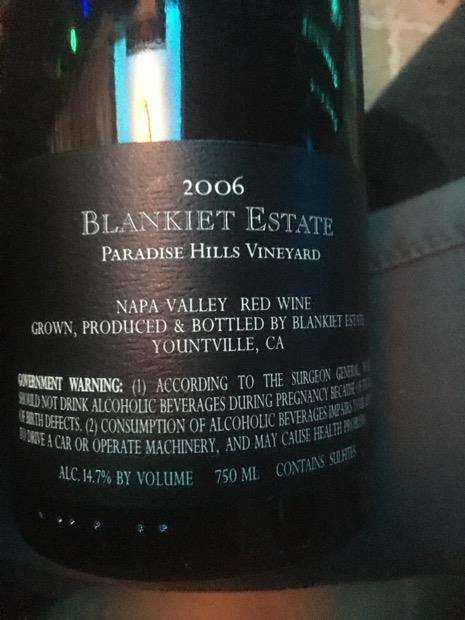 2006
BLANKIET ESTATE
PARADISE HILLS VINEYARD
NAPA VALLEY RED WINE
GROWN, PRODUCED & BOTTLED BY BLANKIET ESTATE
YOUNTVILLE, CA
GOVERNMENT WARNING: (1) ACCORDING TO THE SURGEON GENERAL,
SHOULD NOT DRINK ALCOHOLIC BEVERAGES DURING PREGNANCY BECAUSE OF
OF BIRTH DEFECTS. (2) CONSUMPTION OF ALCOHOLIC BEVERAGES IMPAIRS
TO DRIVE A CAR OR OPERATE MACHINERY, AND MAY CAUSE HEALTH
ALC. 14.7% BY VOLUME 750 ML CONTAINS SULFITES